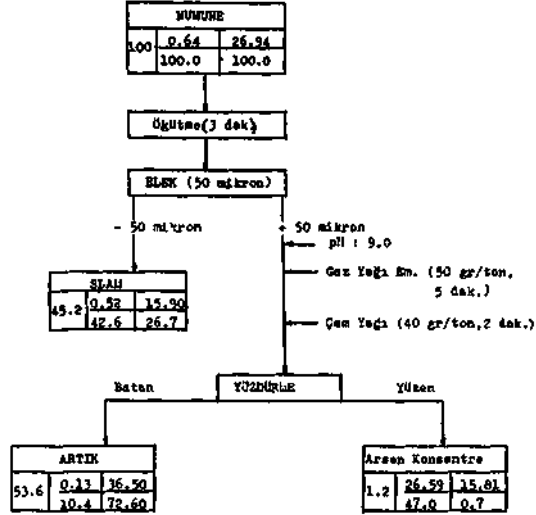 NUMUNE
100 0.64 26.94
100.0 100.0
Öğütme(3 dak)
ELEK (50 mikron)
- 50 mikron + 50 mikron
pH : 9.0
Gaz Yağı Em. (50 gr/ton,
5 dak.)
Çam Yağı (40 gr/ton,2 dak.)
SLAM
45.2 0.52 15.90
42.6 26.7
Batan YÜZDÜRME Yüzen
ARTIK
53.6 0.13 36.50
10.4 72.60
Arsen Konsentre
1.2 26.59 15.81
47.0 0.7